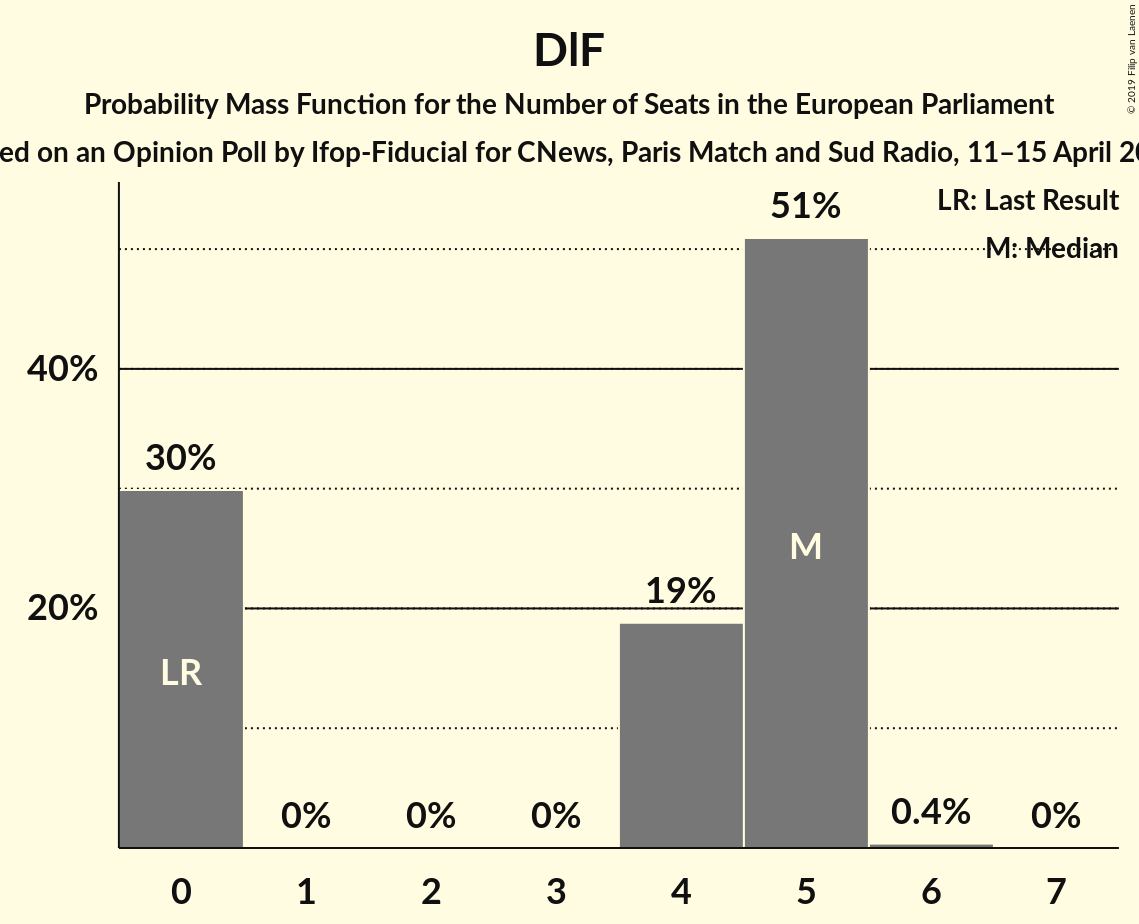 DlF
Probability Mass Function for the Number of Seats in the European Parliament
ed on an Opinion Poll by Ifop-Fiducial for CNews, Paris Match and Sud Radio, 11–15 April 20
© 2019 Filip van Laenen
LR: Last Result
M: Median
51%
40%
30%
20%
19%
M
LR
0% 0% 0% 0.4% 0%
0 1 2 3 4 5 6 7